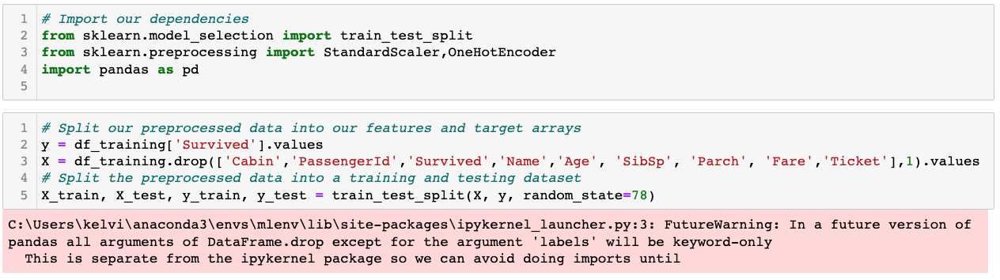 1 # Import our dependencies
2 from sklearn.model_selection import train_test_split
3 from sklearn.preprocessing import StandardScaler,OneHotEncoder
4 import pandas as pd
5
1 # Split our preprocessed data into our features and target arrays
2 y = df_training['Survived'].values
3 X = df_training.drop(['Cabin','PassengerId','Survived','Name','Age', 'SibSp', 'Parch', 'Fare','Ticket'],1).values
4 # Split the preprocessed data into a training and testing dataset
5 X_train, X_test, y_train, y_test = train_test_split(X, y, random_state=78)
C:\Users\kelvi\anaconda3\envs\mlenv\lib\site-packages\ipykernel_launcher.py:3: FutureWarning: In a future version of
pandas all arguments of DataFrame.drop except for the argument 'labels' will be keyword-only
  This is separate from the ipykernel package so we can avoid doing imports until